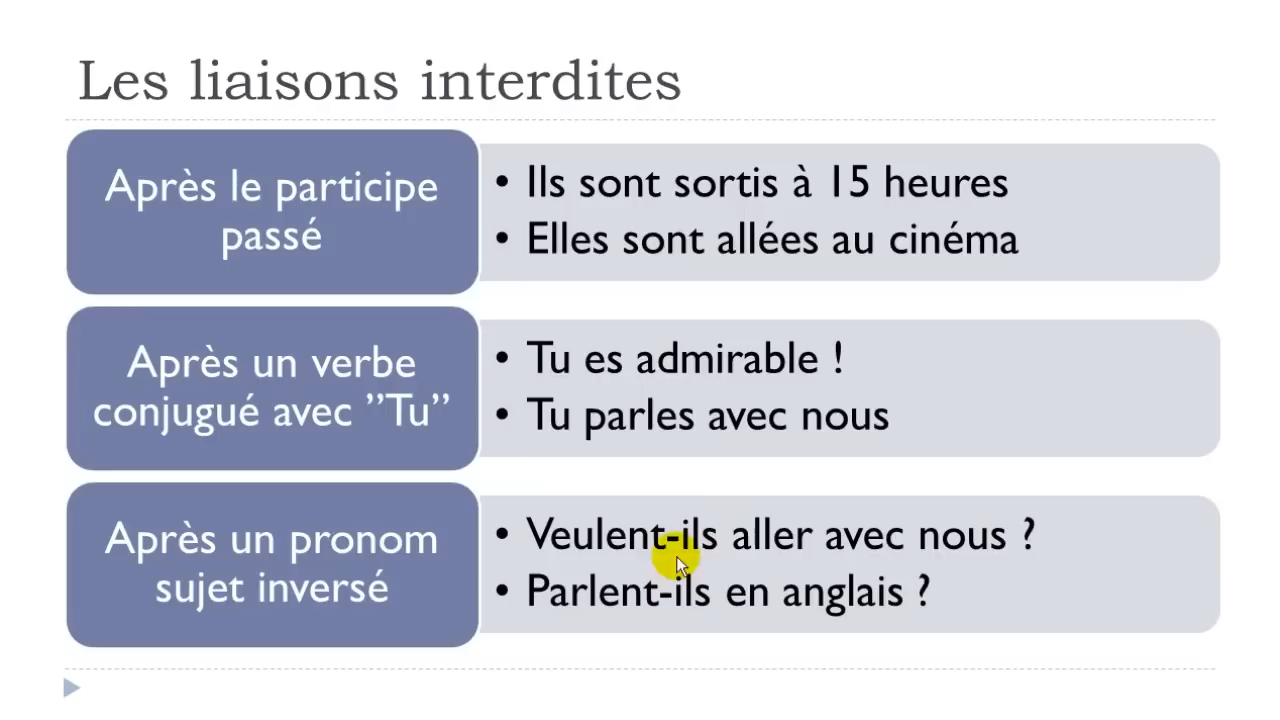 Les liaisons interdites
Après le participe
passé
• Ils sont sortis à 15 heures
• Elles sont allées au cinéma
Après un verbe
conjugué avec ”Tu”
• Tu es admirable !
• Tu parles avec nous
Après un pronom
sujet inversé
• Veulent-ils aller avec nous ?
• Parlent-ils en anglais ?